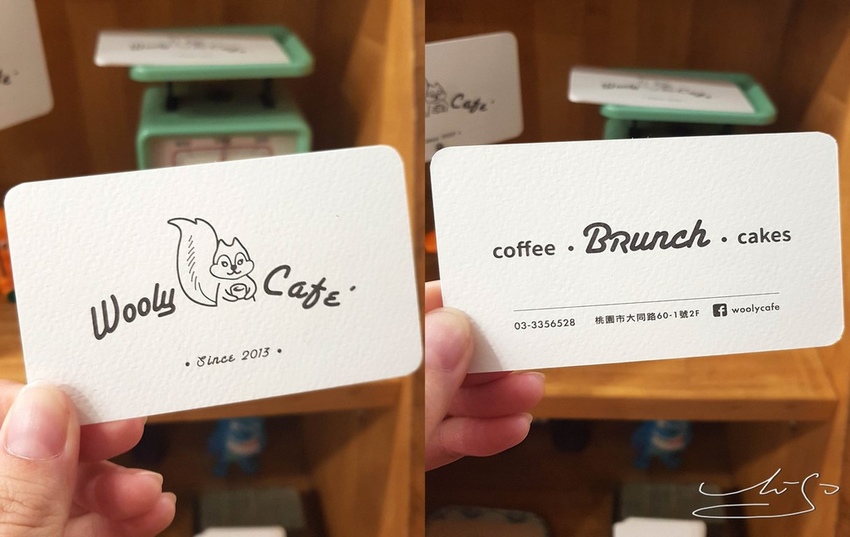 Wooly Cafe
• Since 2013 •
coffee • Brunch • cakes
03-3356528 桃園市大同路60-1號2F woolycafe
Cafe